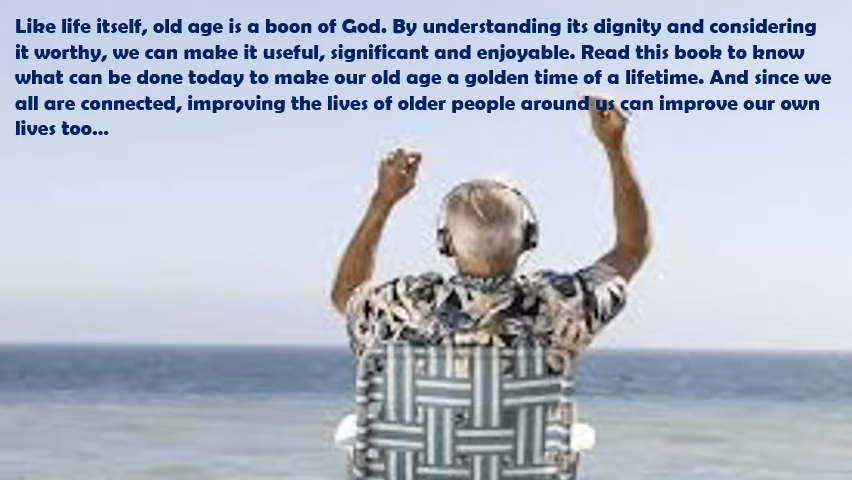 Like life itself, old age is a boon of God. By understanding its dignity and considering
it worthy, we can make it useful, significant and enjoyable. Read this book to know
what can be done today to make our old age a golden time of a lifetime. And since we
all are connected, improving the lives of older people around us can improve our own
lives too...